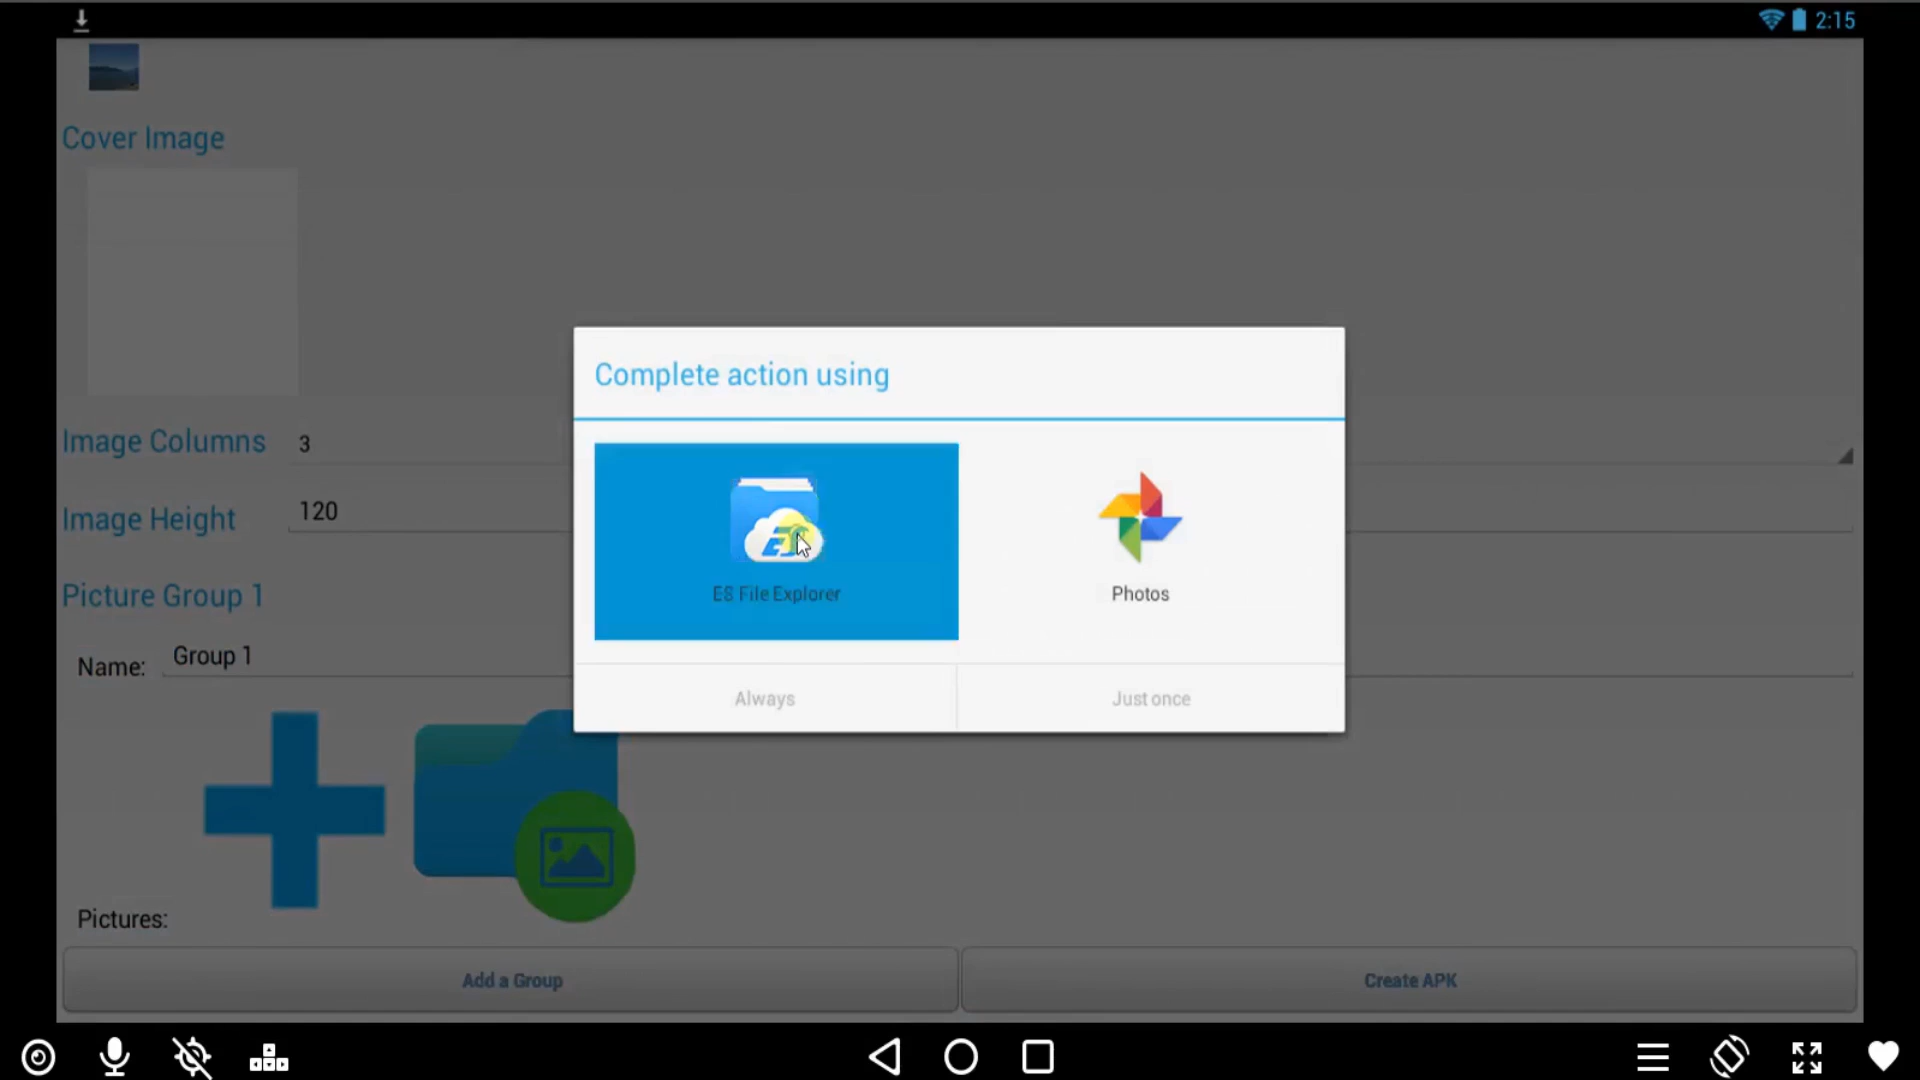 2:15
Cover Image
Complete action using
Image Columns 3
Image Height 120
ES File Explorer
Photos
Picture Group 1
Name: Group 1
Always
Just once
Pictures:
Add a Group
Create APK